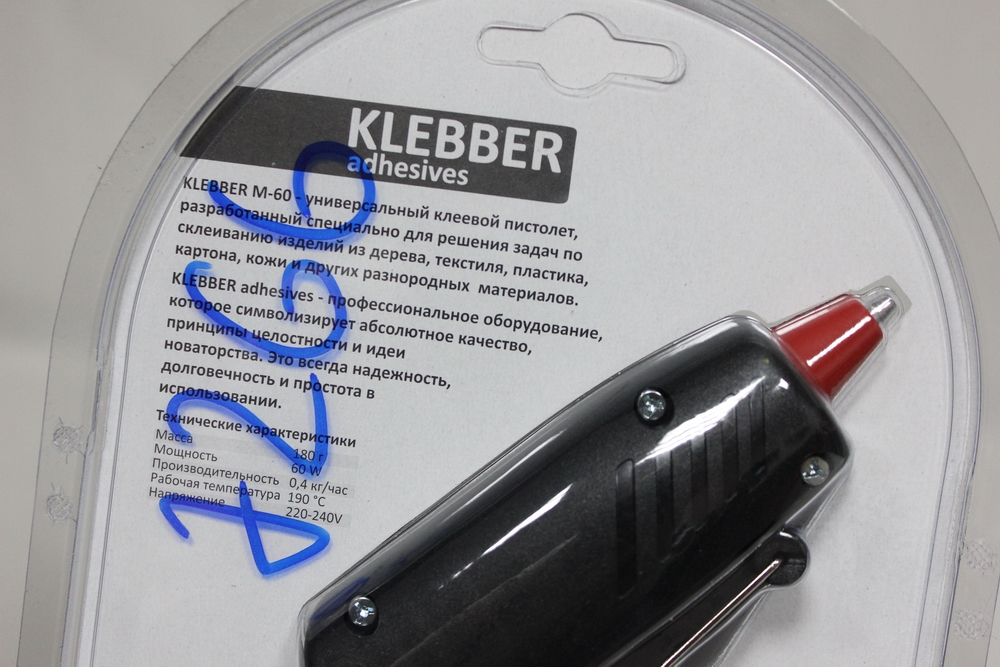 KLEBBER
adhesives
KLEBBER M-60 - универсальный клеевой пистолет,
разработанный специально для решения задач по
склеиванию изделий из дерева, текстиля, пластика,
картона, кожи и других разнородных материалов.
KLEBBER adhesives - профессиональное оборудование,
которое символизирует абсолютное качество,
принципы целостности и идеи
новаторства. Это всегда надежность,
долговечность и простота в
использовании.
Технические характеристики
Масса 180 г
Мощность 60 W
Производительность 0,4 кг/час
Рабочая температура 190 °С
Напряжение 220-240V